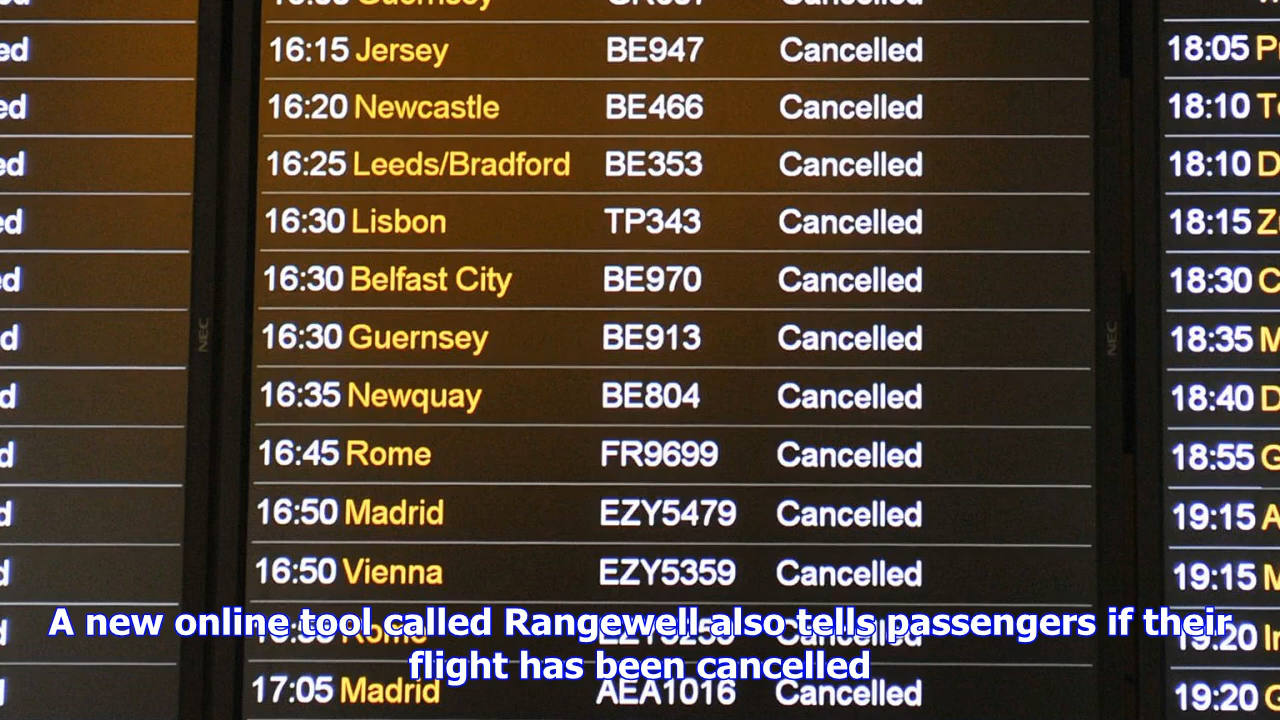 16:15 Jersey BE947 Cancelled
16:20 Newcastle BE466 Cancelled
16:25 Leeds/Bradford BE353 Cancelled
16:30 Lisbon TP343 Cancelled
16:30 Belfast City BE970 Cancelled
16:30 Guernsey BE913 Cancelled
16:35 Newquay BE804 Cancelled
16:45 Rome FR9699 Cancelled
16:50 Madrid EZY5479 Cancelled
16:50 Vienna EZY5359 Cancelled
Rome
17:05 Madrid AEA1016 Cancelled
NEC
NEC
18:05
18:10
18:10
18:15
18:30
18:35
18:40
18:55
19:15
19:15
19:20
19:20
A new online tool called Rangewell also tells passengers if their
flight has been cancelled